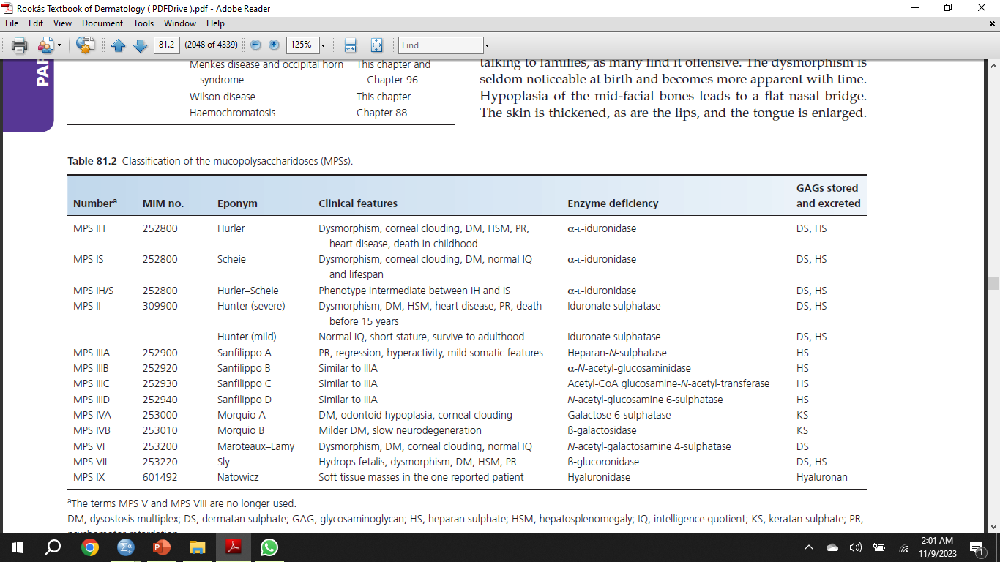 Rookâs Textbook of Dermatology ( PDFDrive ).pdf - Adobe Reader
File Edit View Document Tools Window Help
81.2 (2048 of 4339) 125% Find
PAR
Menkes disease and occipital horn This chapter and
syndrome Chapter 96
Wilson disease This chapter
Haemochromatosis Chapter 88
talking to families, as many find it offensive. The dysmorphism is
seldom noticeable at birth and becomes more apparent with time.
Hypoplasia of the mid-facial bones leads to a flat nasal bridge.
The skin is thickened, as are the lips, and the tongue is enlarged.
Table 81.2 Classification of the mucopolysaccharidoses (MPSs).
GAGs stored
Numberª MIM no. Eponym Clinical features Enzyme deficiency and excreted
MPS IH 252800 Hurler Dysmorphism, corneal clouding, DM, HSM, PR, α-L-iduronidase DS, HS
heart disease, death in childhood
MPS IS 252800 Scheie Dysmorphism, corneal clouding, DM, normal IQ α-L-iduronidase DS, HS
and lifespan
MPS IH/S 252800 Hurler–Scheie Phenotype intermediate between IH and IS α-L-iduronidase DS, HS
MPS II 309900 Hunter (severe) Dysmorphism, DM, HSM, heart disease, PR, death Iduronate sulphatase DS, HS
before 15 years
Hunter (mild) Normal IQ, short stature, survive to adulthood Iduronate sulphatase DS, HS
MPS IIIA 252900 Sanfilippo A PR, regression, hyperactivity, mild somatic features Heparan-N-sulphatase HS
MPS IIIB 252920 Sanfilippo B Similar to IIIA α-N-acetyl-glucosaminidase HS
MPS IIIC 252930 Sanfilippo C Similar to IIIA Acetyl-CoA glucosamine-N-acetyl-transferase HS
MPS IIID 252940 Sanfilippo D Similar to IIIA N-acetyl-glucosamine 6-sulphatase HS
MPS IVA 253000 Morquio A DM, odontoid hypoplasia, corneal clouding Galactose 6-sulphatase KS
MPS IVB 253010 Morquio B Milder DM, slow neurodegeneration ß-galactosidase KS
MPS VI 253200 Maroteaux–Lamy Dysmorphism, DM, corneal clouding, normal IQ N-acetyl-galactosamine 4-sulphatase DS
MPS VII 253220 Sly Hydrops fetalis, dysmorphism, DM, HSM, PR ß-glucoronidase DS, HS
MPS IX 601492 Natowicz Soft tissue masses in the one reported patient Hyaluronidase Hyaluronan
ªThe terms MPS V and MPS VIII are no longer used.
DM, dysostosis multiplex; DS, dermatan sulphate; GAG, glycosaminoglycan; HS, heparan sulphate; HSM, hepatosplenomegaly; IQ, intelligence quotient; KS, keratan sulphate; PR,
2:01 AM
11/9/2023
1